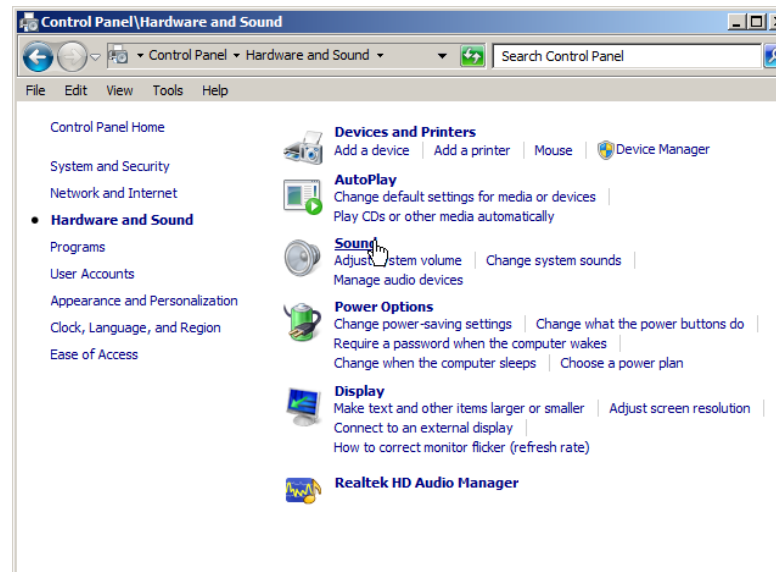 Control Panel\Hardware and Sound
Control Panel Hardware and Sound Search Control Panel
File Edit View Tools Help
Control Panel Home
System and Security
Network and Internet
Hardware and Sound
Programs
User Accounts
Appearance and Personalization
Clock, Language, and Region
Ease of Access
Devices and Printers
Add a device Add a printer Mouse Device Manager
AutoPlay
Change default settings for media or devices
Play CDs or other media automatically
Sound
Adjust system volume Change system sounds
Manage audio devices
Power Options
Change power-saving settings Change what the power buttons do
Require a password when the computer wakes
Change when the computer sleeps Choose a power plan
Display
Make text and other items larger or smaller Adjust screen resolution
Connect to an external display
How to correct monitor flicker (refresh rate)
Realtek HD Audio Manager